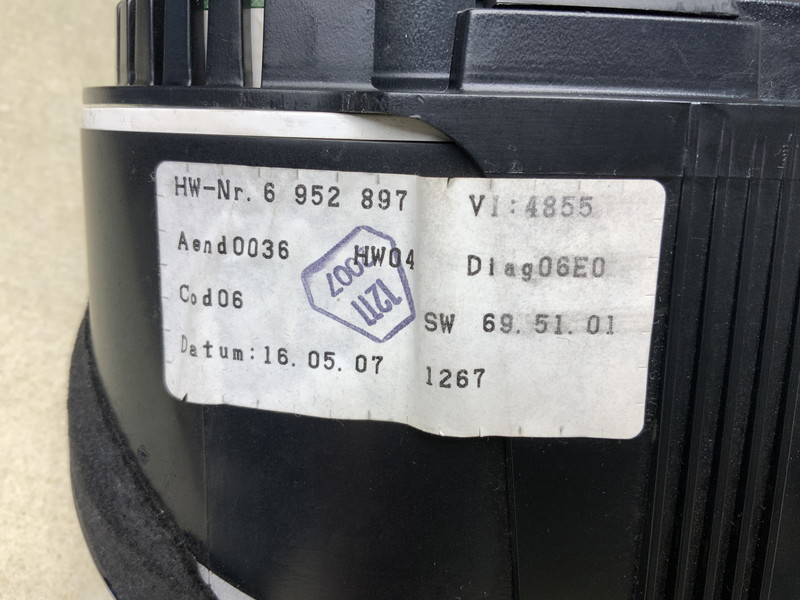 HW-Nr. 6 952 897
VI:4855
Aend0036
HW04
Diag06E0
Cod06
SW 69.51.01
Datum:16.05.07
1267
1211